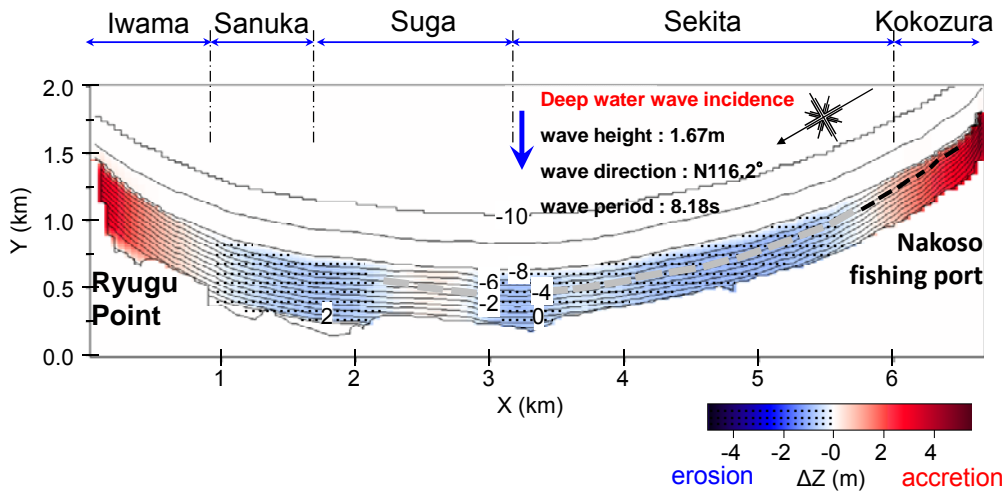 Iwama Sanuka Suga Sekita Kokozura
2.0
1.5
1.0
0.5
0.0
Y (km)
Deep water wave incidence
wave height : 1.67m
wave direction : N116.2°
wave period : 8.18s
-10
-8
-6
-4
-2
0
2
Ryugu
Point
Nakoso
fishing port
1 2 3 4 5 6
X (km)
-4 -2 -0 2 4
erosion ΔZ (m) accretion